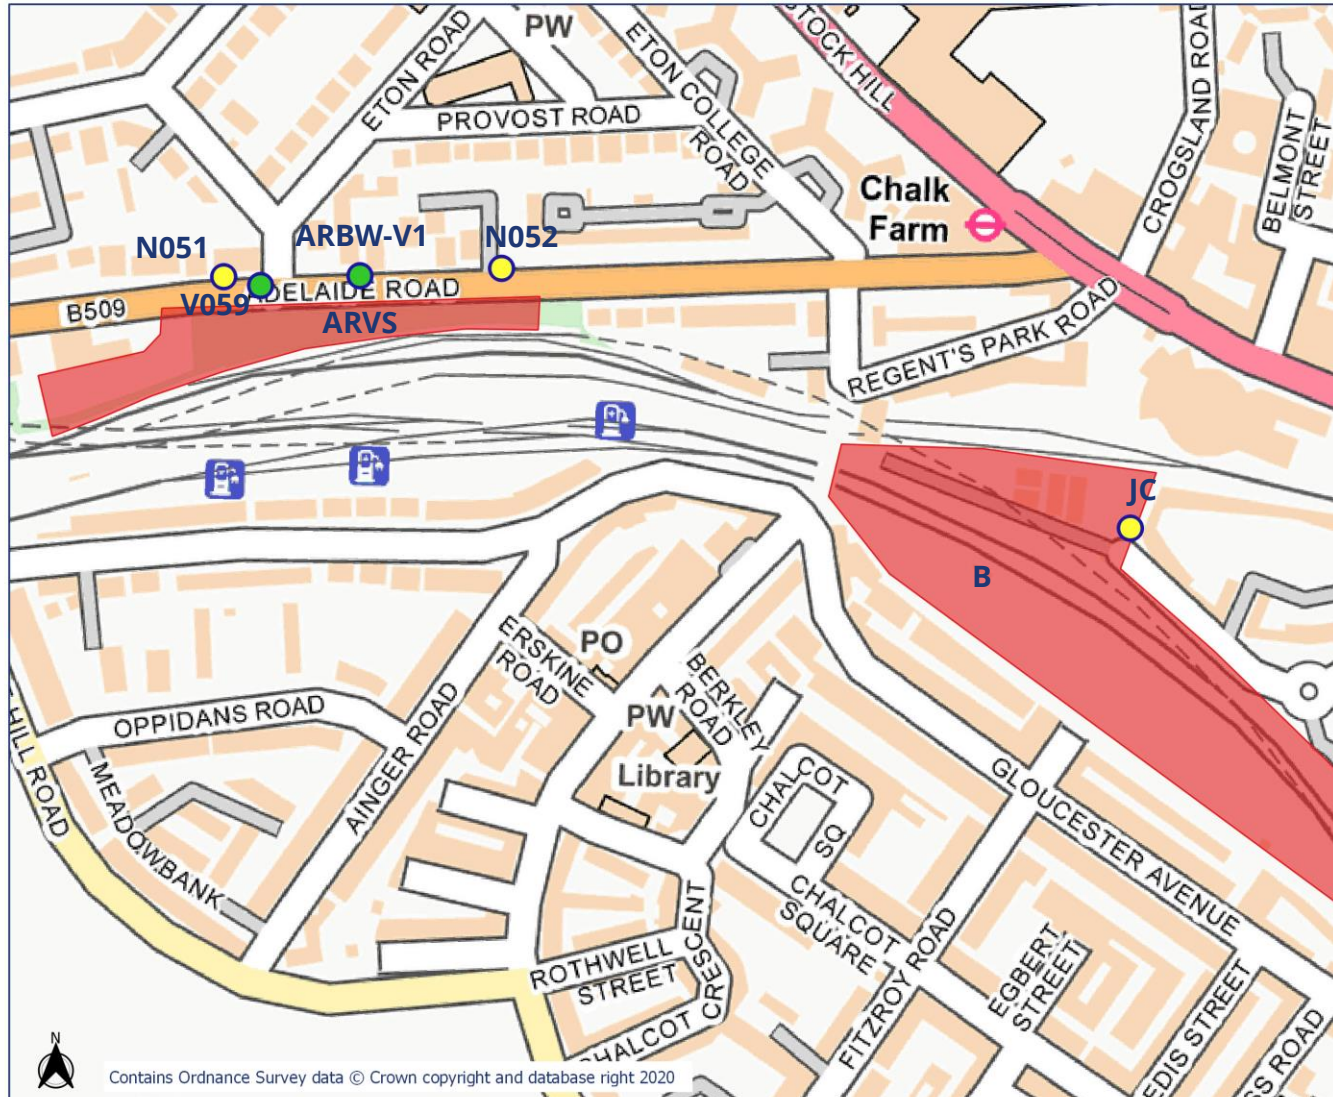 PW
ETON ROAD
PROVOST ROAD
ETON COLLEGE
ROAD
STOCK HILL
CROGSLAND ROAD
BELMONT
STREET
Chalk
Farm
N051
ARBW-V1
N052
V059
DELAIDE ROAD
B509
ARVS
REGENT'S PARK ROAD
JC
B
ERSKINE
ROAD
PO
BERKLEY
ROAD
PW
Library
OPPIDANS ROAD
AINGER ROAD
HILL ROAD
MEADOWBANK
CHALCOT
SQ
GLOUCESTER AVENUE
CHALCOT
SQUARE
FITZROY ROAD
EGBERT
STREET
ROTHWELL
STREET
CHALCOT CRESCENT
EDIS STREET
SS ROAD
N
Contains Ordnance Survey data © Crown copyright and database right 2020